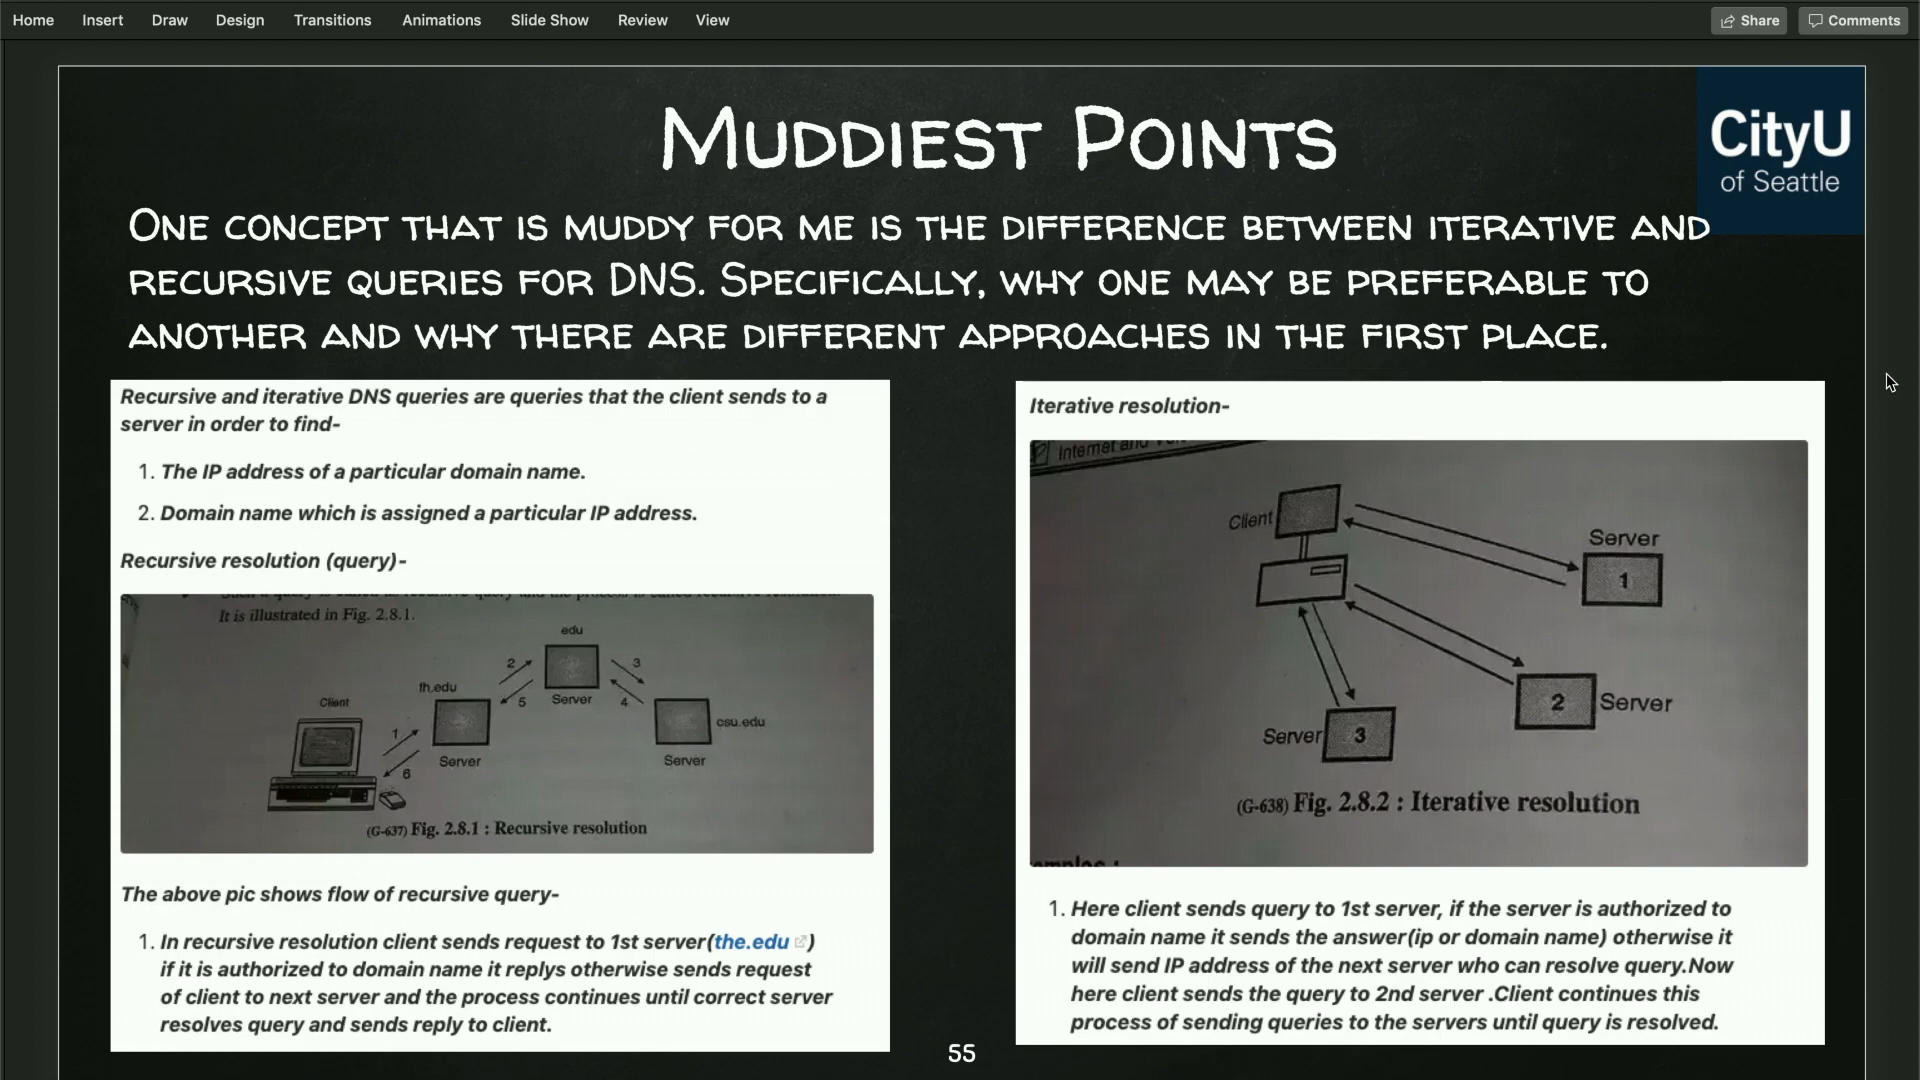 Home Insert Draw Design Transitions Animations Slide Show Review View Share Comments
CityU
of Seattle
MUDDIEST POINTS
ONE CONCEPT THAT IS MUDDY FOR ME IS THE DIFFERENCE BETWEEN ITERATIVE AND
RECURSIVE QUERIES FOR DNS. SPECIFICALLY, WHY ONE MAY BE PREFERABLE TO
ANOTHER AND WHY THERE ARE DIFFERENT APPROACHES IN THE FIRST PLACE.
Recursive and iterative DNS queries are queries that the client sends to a
server in order to find-
1. The IP address of a particular domain name.
2. Domain name which is assigned a particular IP address.
Recursive resolution (query)-
It is illustrated in Fig. 2.8.1.
edu
2
3
fh.edu
5
Server
4
Client
csu.edu
1
Server
Server
6
(G-637) Fig. 2.8.1 : Recursive resolution
The above pic shows flow of recursive query-
1. In recursive resolution client sends request to 1st server(the.edu)
if it is authorized to domain name it replys otherwise sends request
of client to next server and the process continues until correct server
resolves query and sends reply to client.
Iterative resolution-
Internet and
Client
Server
1
2 Server
Server 3
(G-638) Fig. 2.8.2 : Iterative resolution
1. Here client sends query to 1st server, if the server is authorized to
domain name it sends the answer(ip or domain name) otherwise it
will send IP address of the next server who can resolve query.Now
here client sends the query to 2nd server .Client continues this
process of sending queries to the servers until query is resolved.
55